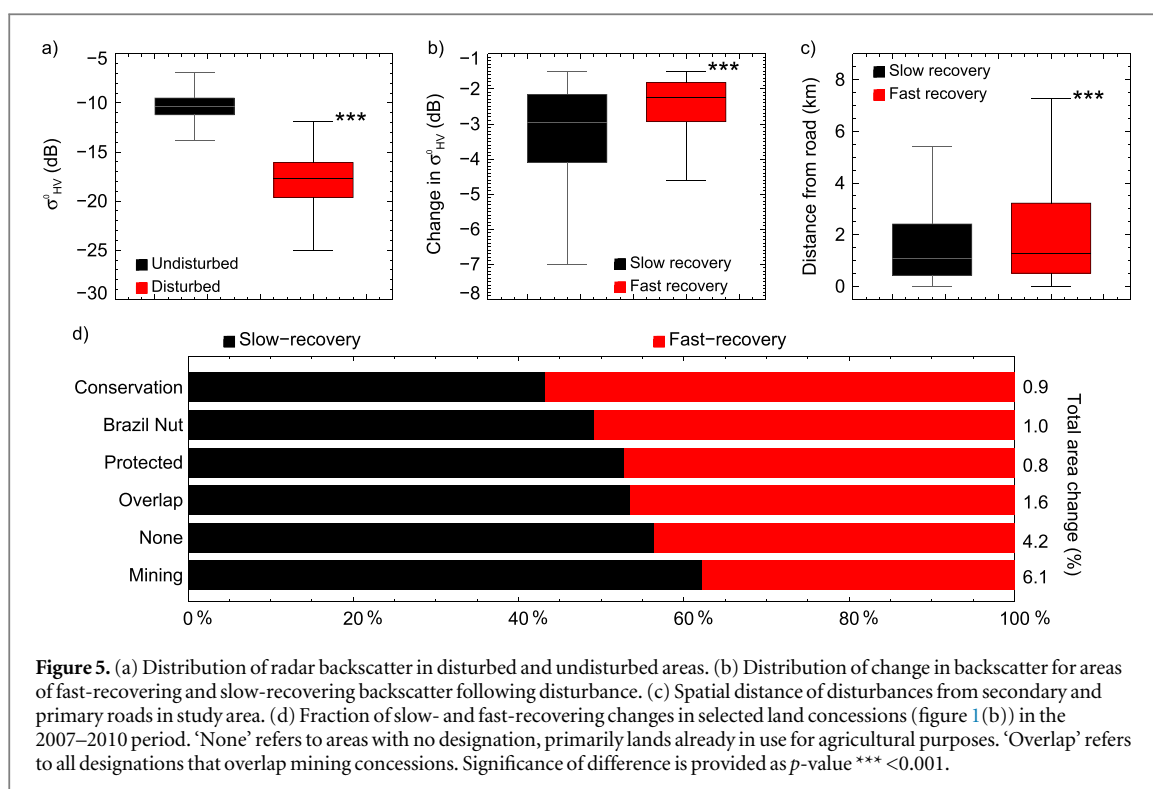 a)
−5
−10
−15
−20
−25
−30
σ⁰HV (dB)
***
Undisturbed
Disturbed
b)
−1
−2
−3
−4
−5
−6
−7
−8
Change in σ⁰HV (dB)
***
Slow recovery
Fast recovery
c)
8
6
4
2
0
Distance from road (km)
Slow recovery
Fast recovery
***
d)
Slow−recovery
Fast−recovery
Conservation
0.9
Brazil Nut
1.0
Protected
0.8
Overlap
1.6
None
4.2
Mining
6.1
Total area change (%)
0 %
20 %
40 %
60 %
80 %
100 %
Figure 5. (a) Distribution of radar backscatter in disturbed and undisturbed areas. (b) Distribution of change in backscatter for areas
of fast-recovering and slow-recovering backscatter following disturbance. (c) Spatial distance of disturbances from secondary and
primary roads in study area. (d) Fraction of slow- and fast-recovering changes in selected land concessions (figure 1(b)) in the
2007–2010 period. ‘None’ refers to areas with no designation, primarily lands already in use for agricultural purposes. ‘Overlap’ refers
to all designations that overlap mining concessions. Significance of difference is provided as p-value *** <0.001.